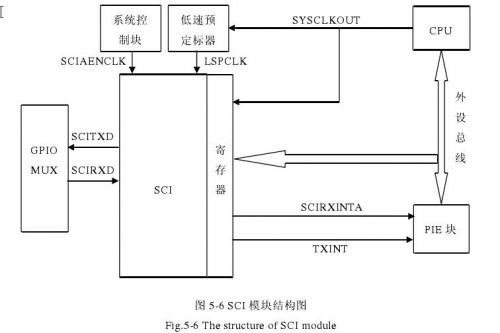 系统控
制块
低速预
定标器
SYSCLKOUT
CPU
SCIAENCLK
LSPCLK
外
设
总
线
GPIO
MUX
SCITXD
SCIRXD
SCI
寄
存
器
SCIRXINTA
TXINT
PIE 块
图 5-6 SCI 模块结构图
Fig.5-6 The structure of SCI module